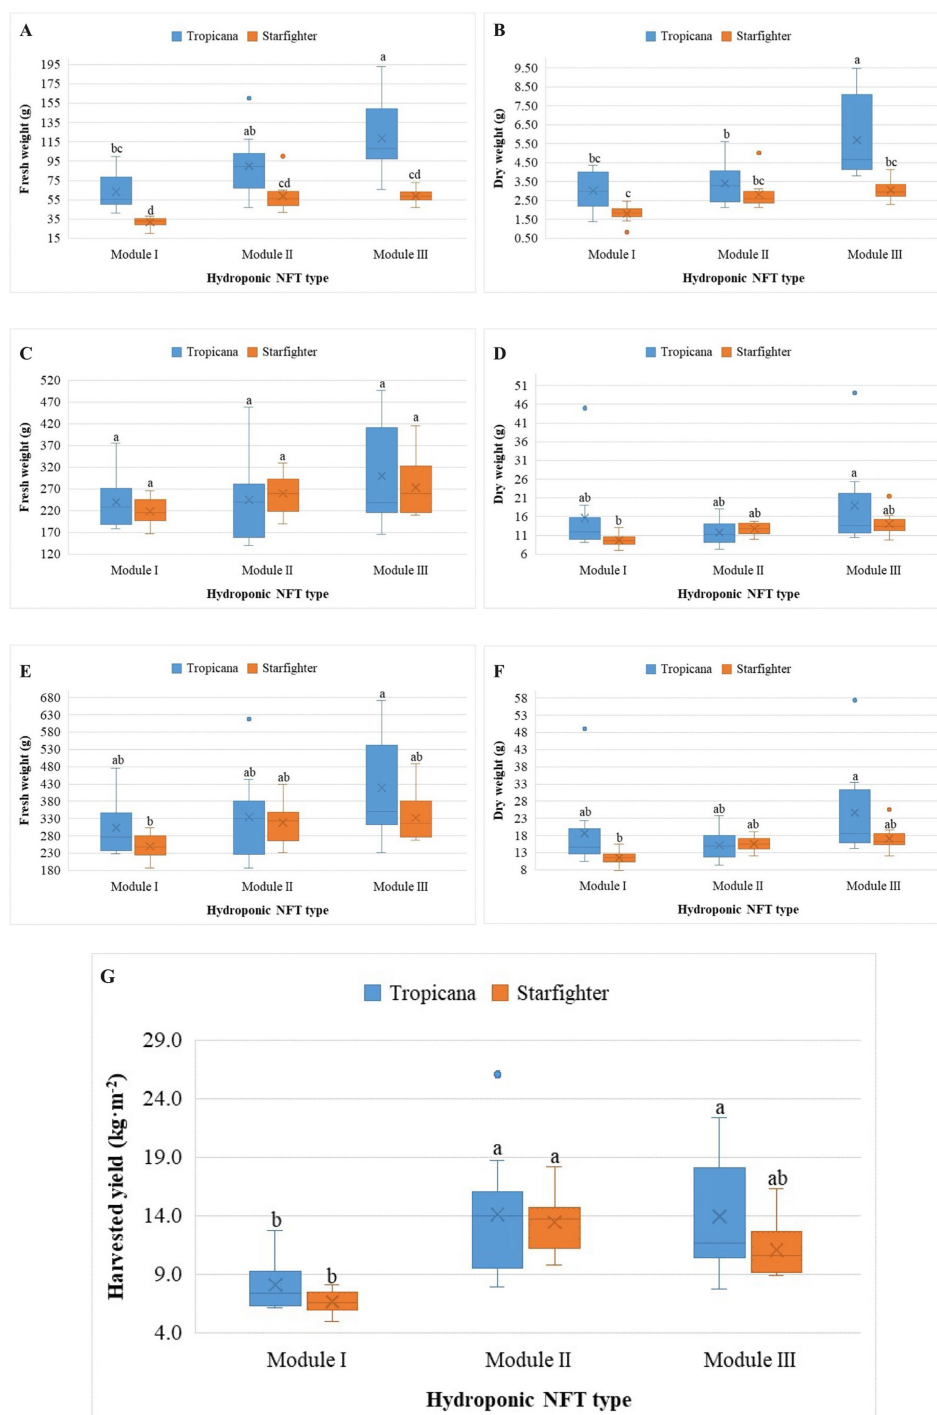 A
Tropicana Starfighter
Fresh weight (g)
195
175
155
135
115
95
75
55
35
15
bc
d
ab
cd
a
cd
Module I Module II Module III
Hydroponic NFT type
B
Tropicana Starfighter
Dry weight (g)
9.50
8.50
7.50
6.50
5.50
4.50
3.50
2.50
1.50
0.50
bc
c
b
bc
a
bc
Module I Module II Module III
Hydroponic NFT type
C
Tropicana Starfighter
Fresh weight (g)
520
470
420
370
320
270
220
170
120
a
a
a
a
a
a
Module I Module II Module III
Hydroponic NFT type
D
Tropicana Starfighter
Dry weight (g)
51
46
41
36
31
26
21
16
11
6
ab
b
ab
ab
a
ab
Module I Module II Module III
Hydroponic NFT type
E
Tropicana Starfighter
Fresh weight (g)
680
630
580
530
480
430
380
330
280
230
180
ab
b
ab
ab
a
ab
Module I Module II Module III
Hydroponic NFT type
F
Tropicana Starfighter
Dry weight (g)
58
53
48
43
38
33
28
23
18
13
8
ab
b
ab
ab
a
ab
Module I Module II Module III
Hydroponic NFT type
G
Tropicana Starfighter
Harvested yield (kg·m⁻²)
29.0
24.0
19.0
14.0
9.0
4.0
b
b
a
a
a
ab
Module I Module II Module III
Hydroponic NFT type